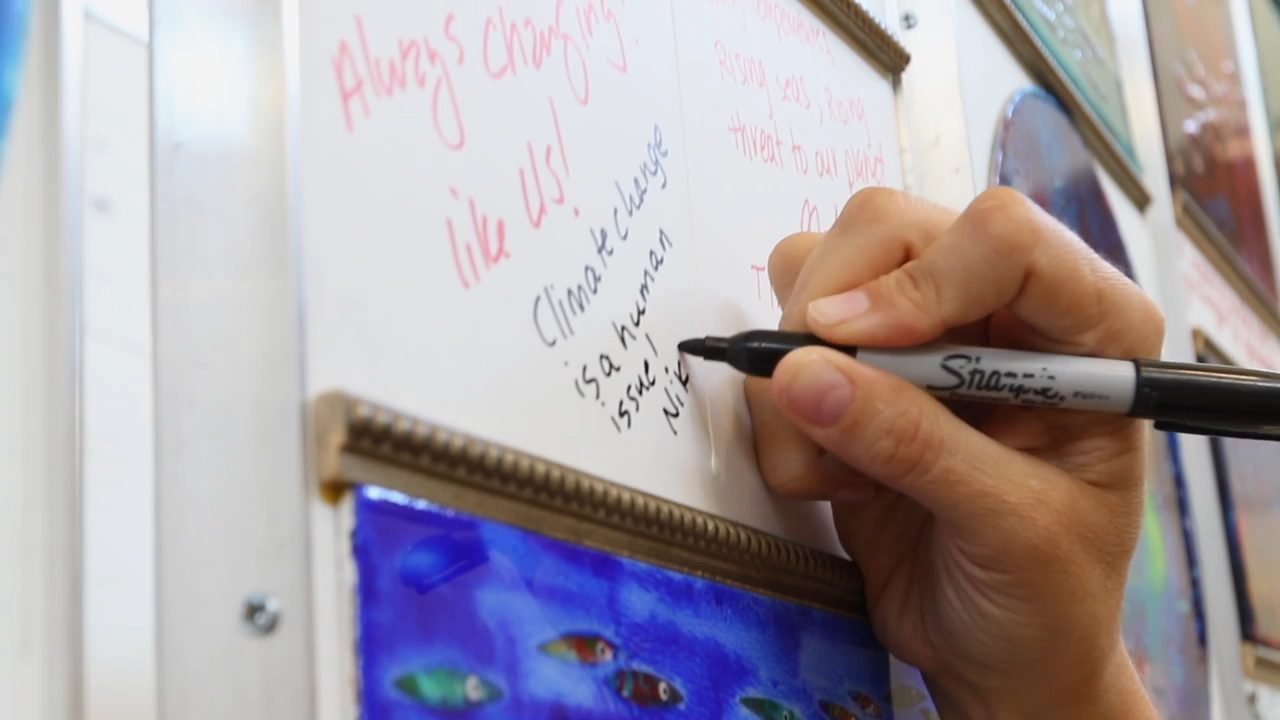 Always changing!
like us!
Climate change
is a human
issue!
Nik
Rising seas, Rising
threat to our planet
Sharpie